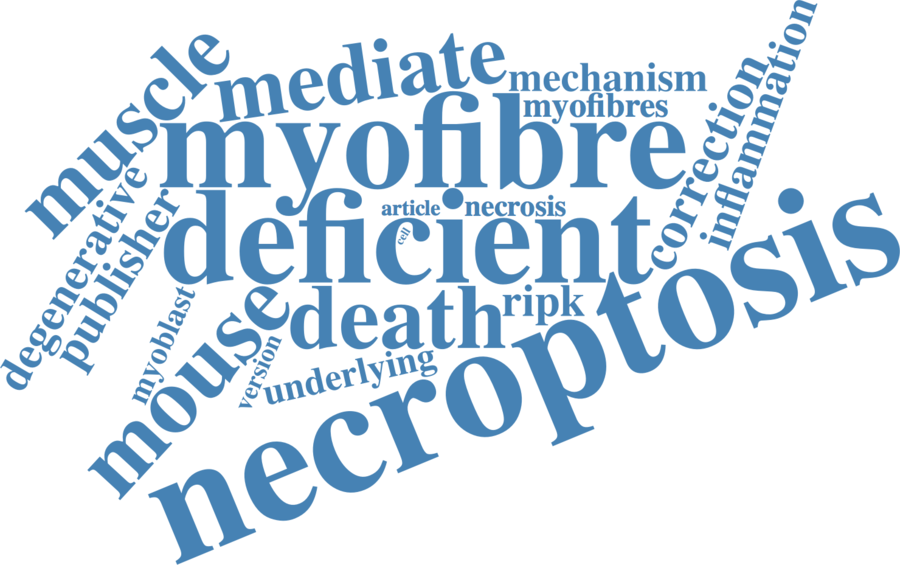 muscle
mediate
mechanism
myofibres
myofibre
correction
inflammation
degenerative
publisher
article
necrosis
cell
deficient
myoblast
mouse
death
ripk
version
underlying
necroptosis